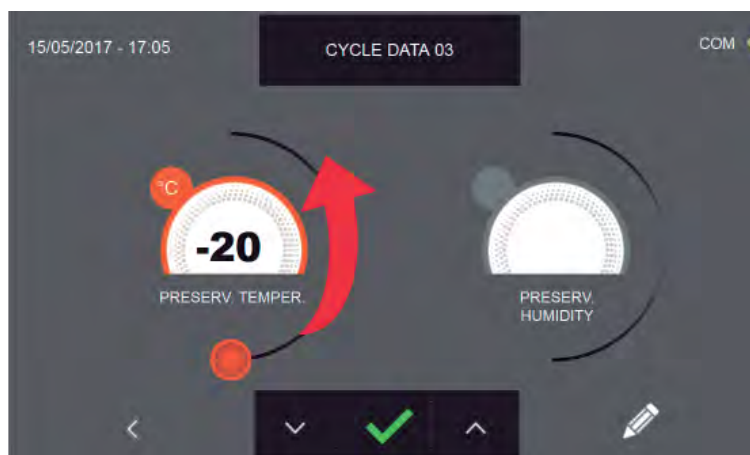 15/05/2017 - 17:05
CYCLE DATA 03
COM
°C
-20
PRESERV. TEMPER.
PRESERV.
HUMIDITY